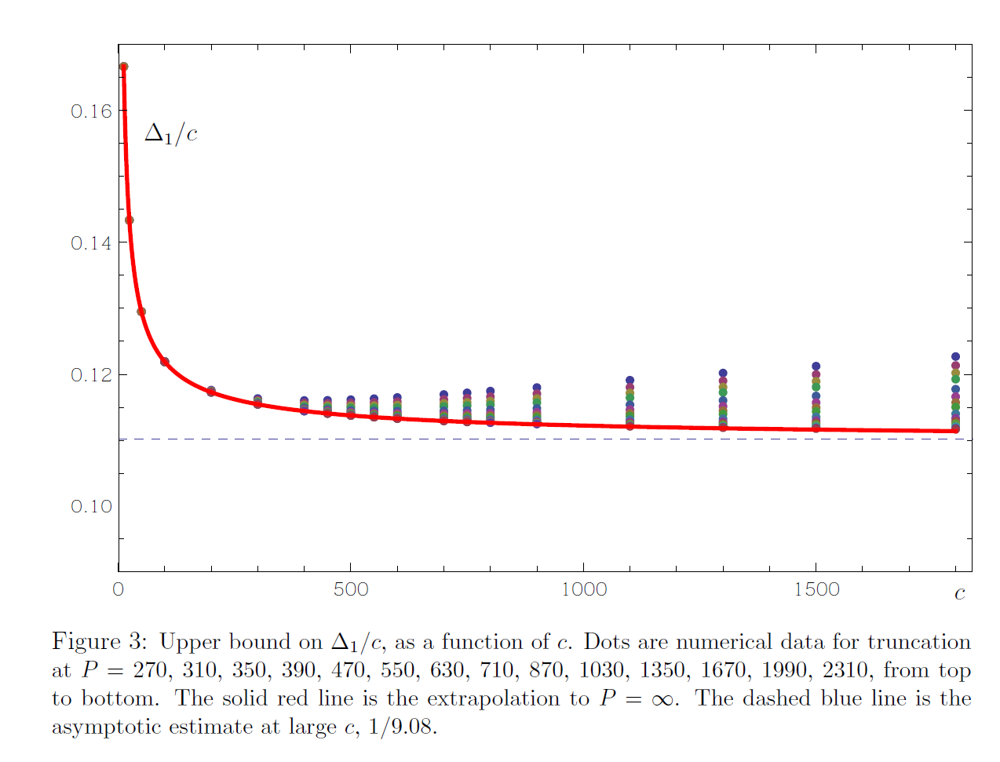 0.16
Δ₁/c
0.14
0.12
0.10
0 500 1000 1500 c
Figure 3: Upper bound on Δ₁/c, as a function of c. Dots are numerical data for truncation
at P = 270, 310, 350, 390, 470, 550, 630, 710, 870, 1030, 1350, 1670, 1990, 2310, from top
to bottom. The solid red line is the extrapolation to P = ∞. The dashed blue line is the
asymptotic estimate at large c, 1/9.08.